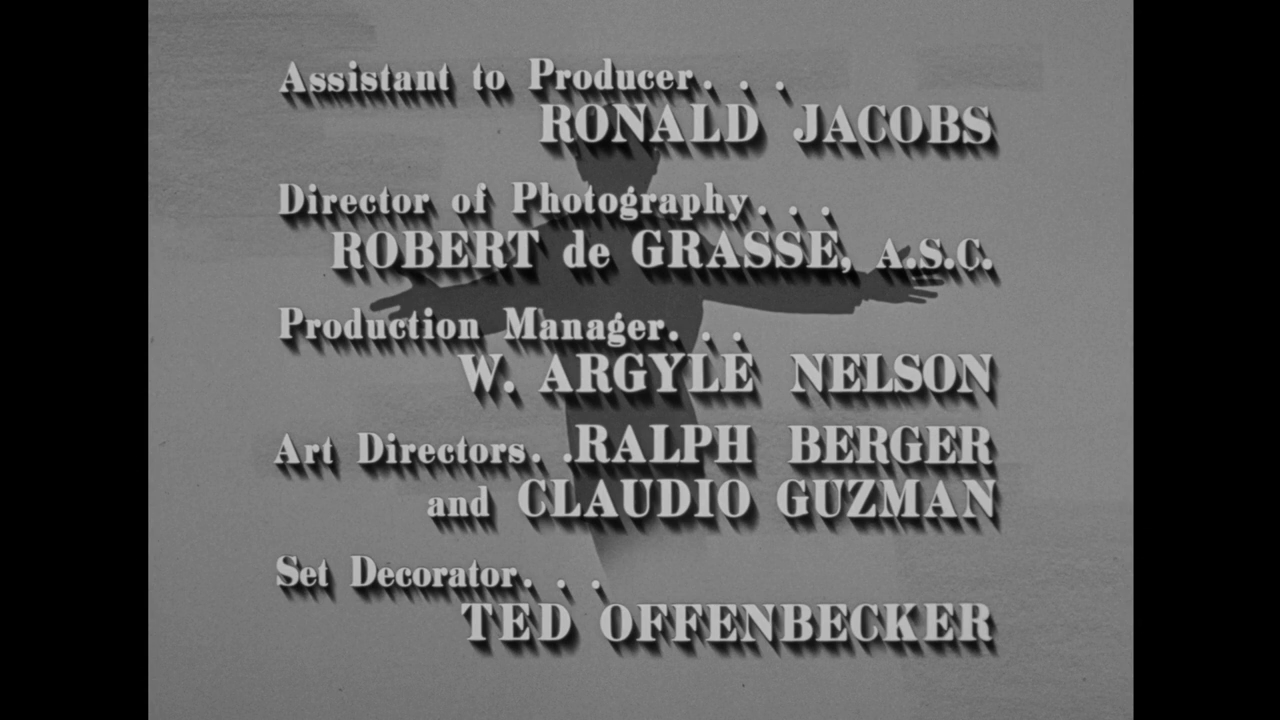 Assistant to Producer. . .
RONALD JACOBS
Director of Photography. . .
ROBERT de GRASSE, A.S.C.
Production Manager. . .
W. ARGYLE NELSON
Art Directors. . .RALPH BERGER
and CLAUDIO GUZMAN
Set Decorator. . .
TED OFFENBECKER